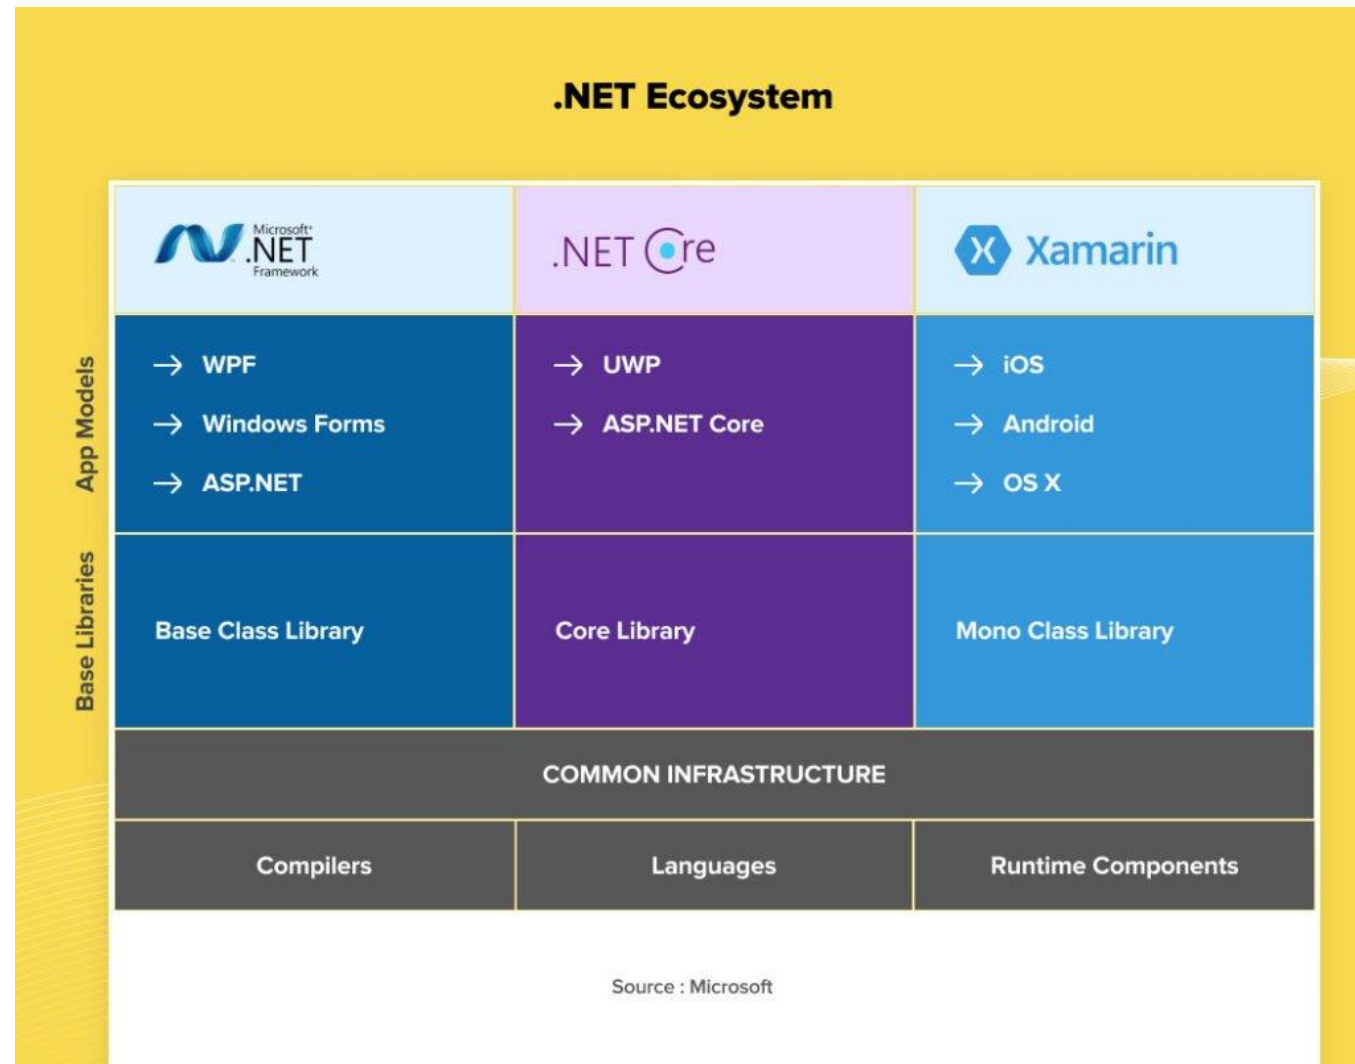 .NET Ecosystem
Microsoft®
.NET
Framework
.NET Core
Xamarin
App Models
→ WPF
→ Windows Forms
→ ASP.NET
→ UWP
→ ASP.NET Core
→ iOS
→ Android
→ OS X
Base Libraries
Base Class Library
Core Library
Mono Class Library
COMMON INFRASTRUCTURE
Compilers
Languages
Runtime Components
Source : Microsoft